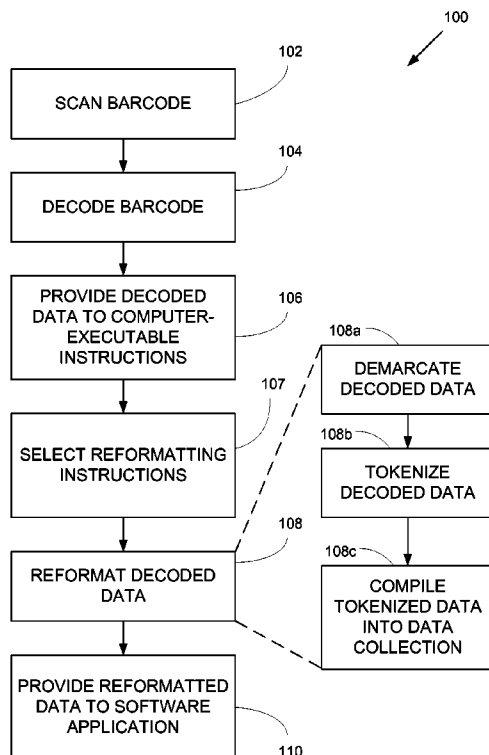 100
102
SCAN BARCODE
104
DECODE BARCODE
PROVIDE DECODED
DATA TO COMPUTER-
EXECUTABLE
INSTRUCTIONS
106
107
SELECT REFORMATTING
INSTRUCTIONS
108
REFORMAT DECODED
DATA
PROVIDE REFORMATTED
DATA TO SOFTWARE
APPLICATION
110
108a
DEMARCATE
DECODED DATA
108b
TOKENIZE
DECODED DATA
108c
COMPILE
TOKENIZED DATA
INTO DATA
COLLECTION